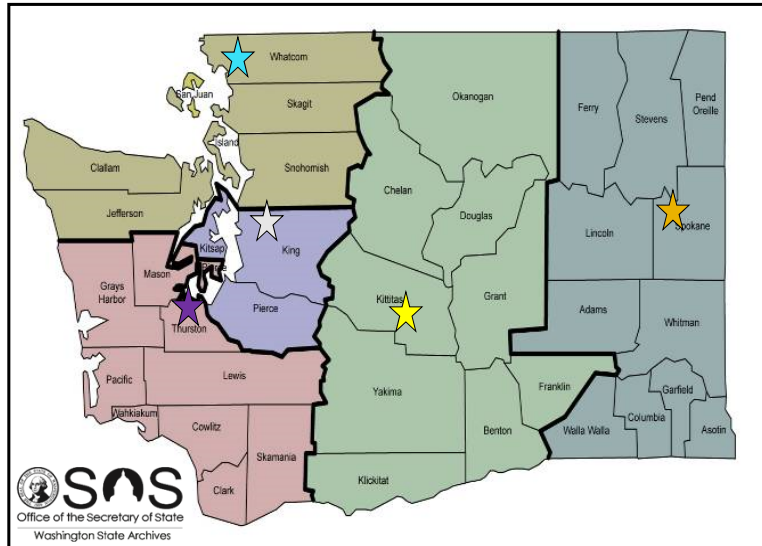 Whatcom
San Juan
Skagit
Island
Snohomish
Clallam
Jefferson
Okanogan
Ferry
Stevens
Pend
Oreille
Chelan
Douglas
Lincoln
Spokane
Kitsap
King
Mason
Grays
Harbor
Thurston
Pierce
Kittitas
Grant
Adams
Whitman
Pacific
Lewis
Wahkiakum
Cowlitz
Skamania
Clark
Yakima
Benton
Franklin
Klickitat
Walla Walla
Columbia
Garfield
Asotin
SOS
Office of the Secretary of State
Washington State Archives